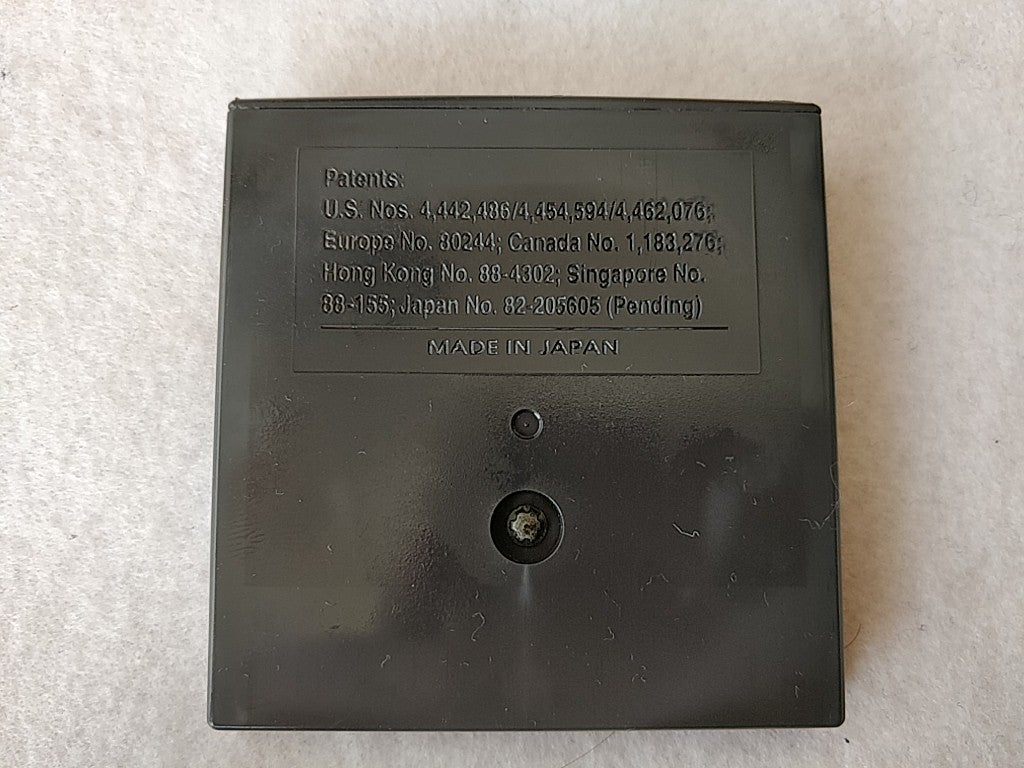 Patents:
U.S. Nos. 4,442,486/4,454,594/4,462,076;
Europe No. 80244; Canada No. 1,183,276;
Hong Kong No. 88-4302; Singapore No.
88-155; Japan No. 82-205605 (Pending)
MADE IN JAPAN